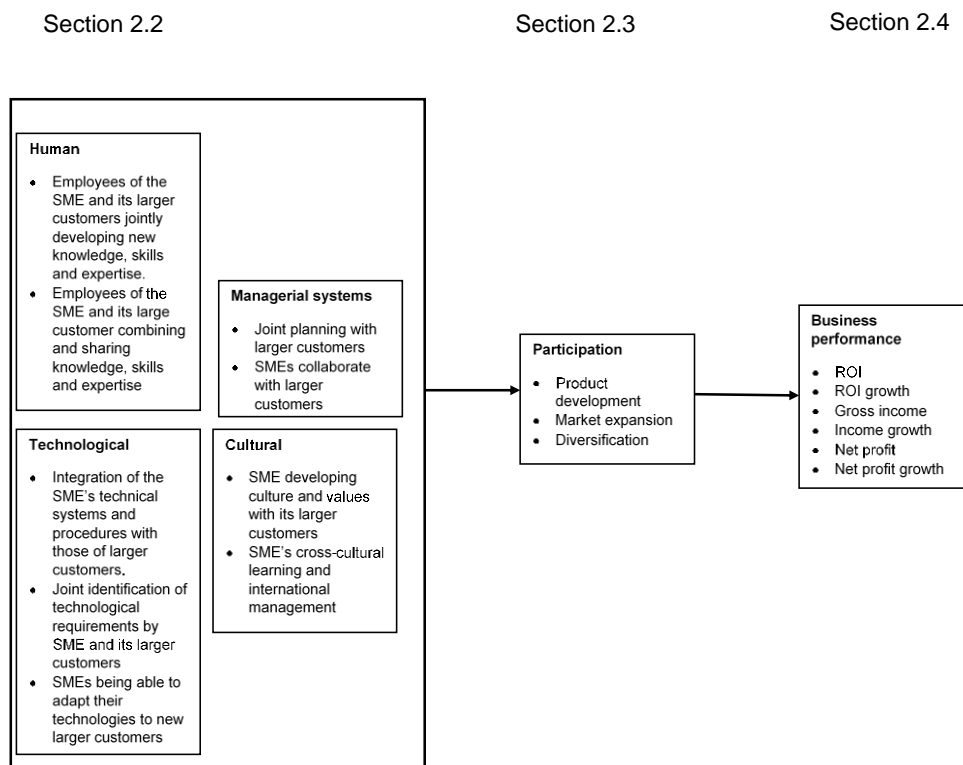 Section 2.2
Section 2.3
Section 2.4
Human
• Employees of the
SME and its larger
customers jointly
developing new
knowledge, skills
and expertise.
• Employees of the
SME and its large
customer combining
and sharing
knowledge, skills
and expertise
Managerial systems
• Joint planning with
larger customers
• SMEs collaborate
with larger
customers
Technological
• Integration of the
SME's technical
systems and
procedures with
those of larger
customers.
• Joint identification of
technological
requirements by
SME and its larger
customers
• SMEs being able to
adapt their
technologies to new
larger customers
Cultural
• SME developing
culture and values
with its larger
customers
• SME's cross-cultural
learning and
international
management
Participation
• Product
development
• Market expansion
• Diversification
Business
performance
• ROI
• ROI growth
• Gross income
• Income growth
• Net profit
• Net profit growth